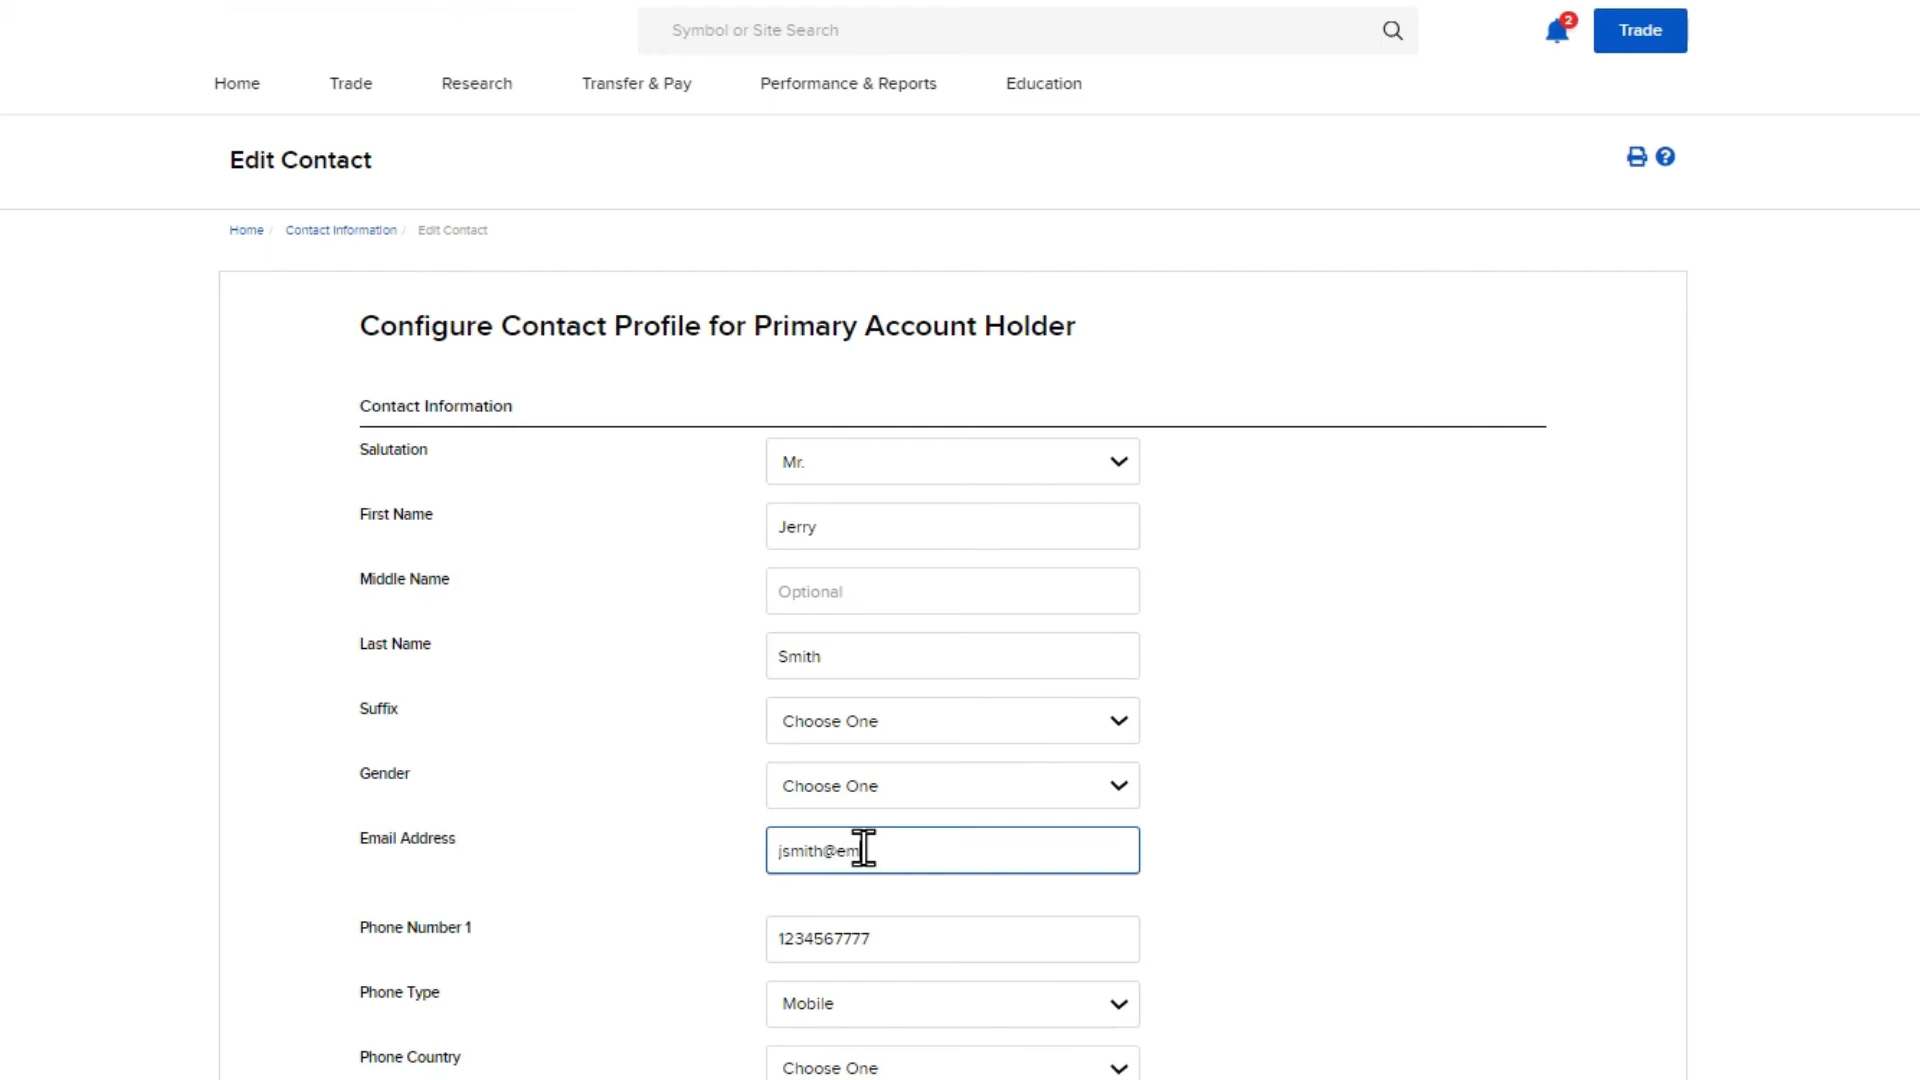 Symbol or Site Search
2
Trade
Home Trade Research Transfer & Pay Performance & Reports Education
Edit Contact
?
Home / Contact Information / Edit Contact
Configure Contact Profile for Primary Account Holder
Contact Information
Salutation Mr.
First Name Jerry
Middle Name Optional
Last Name Smith
Suffix Choose One
Gender Choose One
Email Address jsmith@em
Phone Number 1 1234567777
Phone Type Mobile
Phone Country Choose One